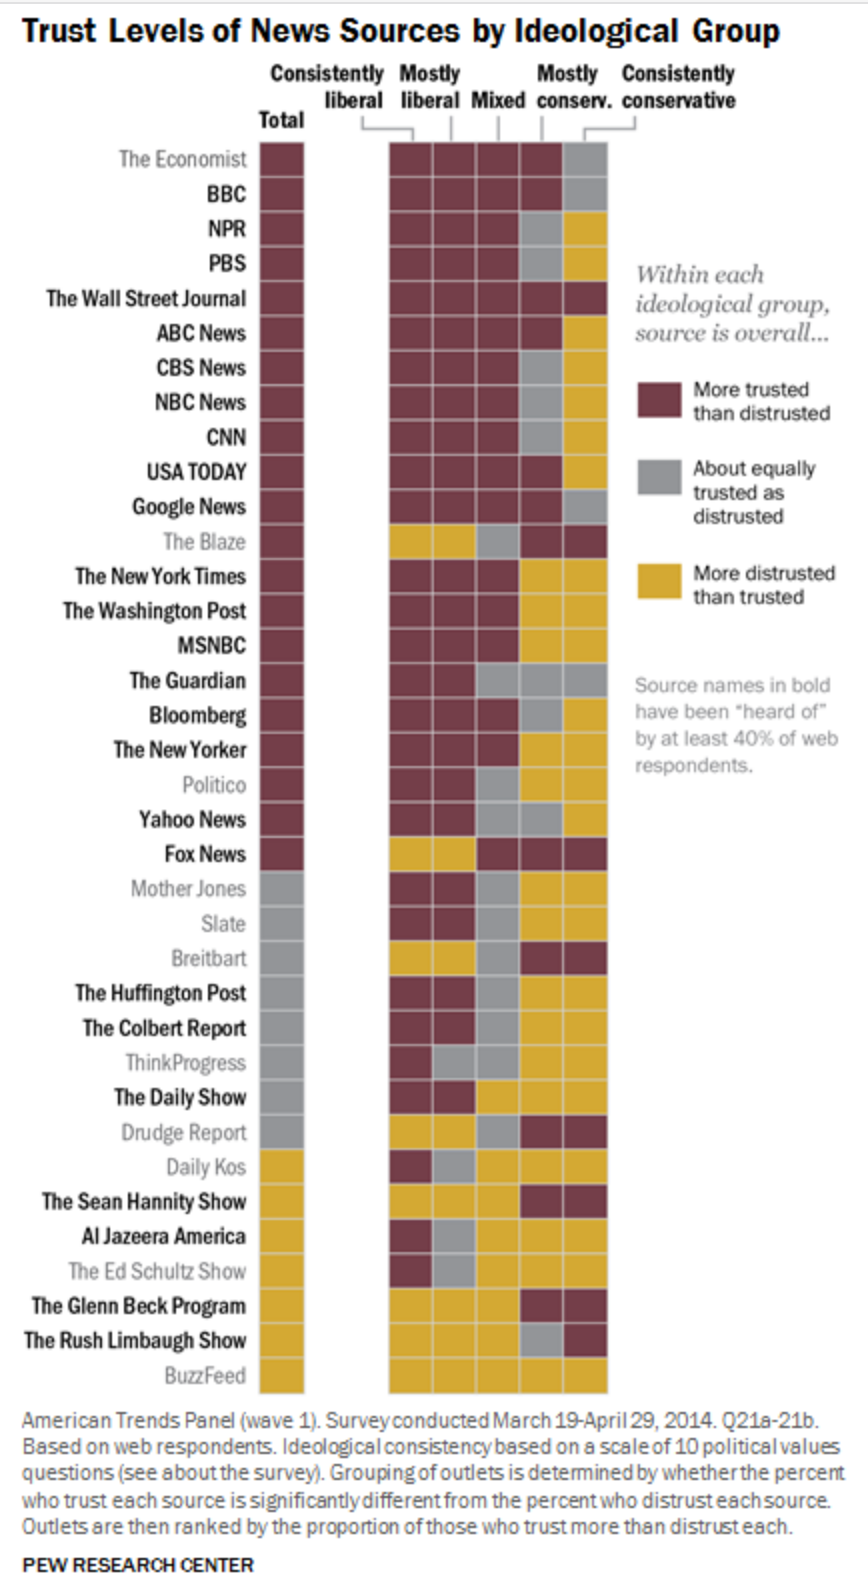 Trust Levels of News Sources by Ideological Group
Consistently liberal
Mostly liberal
Mixed
Mostly conserv.
Consistently conservative
Total
The Economist
BBC
NPR
PBS
The Wall Street Journal
ABC News
CBS News
NBC News
CNN
USA TODAY
Google News
The Blaze
The New York Times
The Washington Post
MSNBC
The Guardian
Bloomberg
The New Yorker
Politico
Yahoo News
Fox News
Mother Jones
Slate
Breitbart
The Huffington Post
The Colbert Report
ThinkProgress
The Daily Show
Drudge Report
Daily Kos
The Sean Hannity Show
Al Jazeera America
The Ed Schultz Show
The Glenn Beck Program
The Rush Limbaugh Show
BuzzFeed
Within each
ideological group,
source is overall...
More trusted
than distrusted
About equally
trusted as
distrusted
More distrusted
than trusted
Source names in bold
have been “heard of”
by at least 40% of web
respondents.
American Trends Panel (wave 1). Survey conducted March 19-April 29, 2014. Q21a-21b.
Based on web respondents. Ideological consistency based on a scale of 10 political values
questions (see about the survey). Grouping of outlets is determined by whether the percent
who trust each source is significantly different from the percent who distrust each source.
Outlets are then ranked by the proportion of those who trust more than distrust each.
PEW RESEARCH CENTER